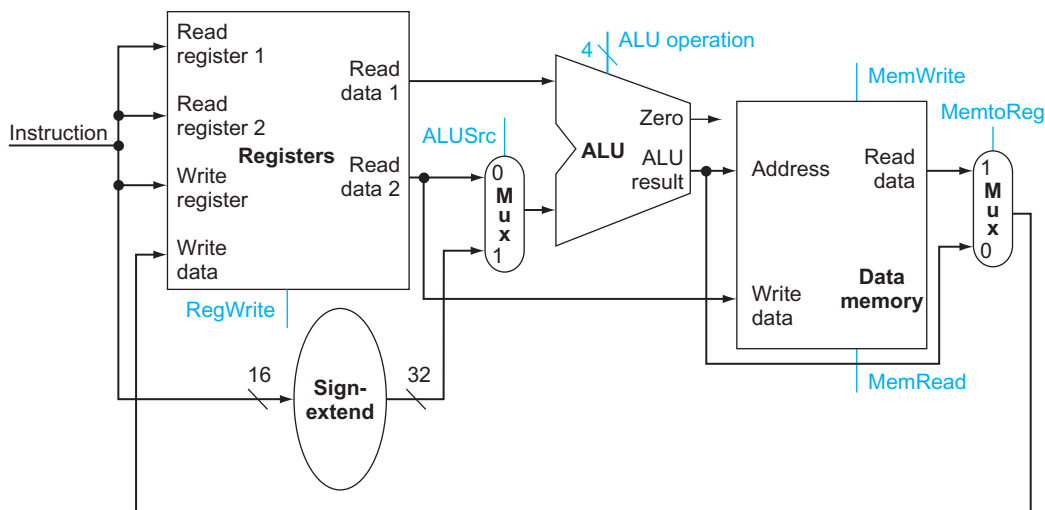 Instruction
Read
register 1
Read
register 2
Write
register
Write
data
Registers
Read
data 1
Read
data 2
RegWrite
16
Sign-
extend
32
ALUSrc
0
M
u
x
1
4
ALU operation
ALU
Zero
ALU
result
MemWrite
Address
Read
data
Write
data
Data
memory
MemRead
MemtoReg
1
M
u
x
0